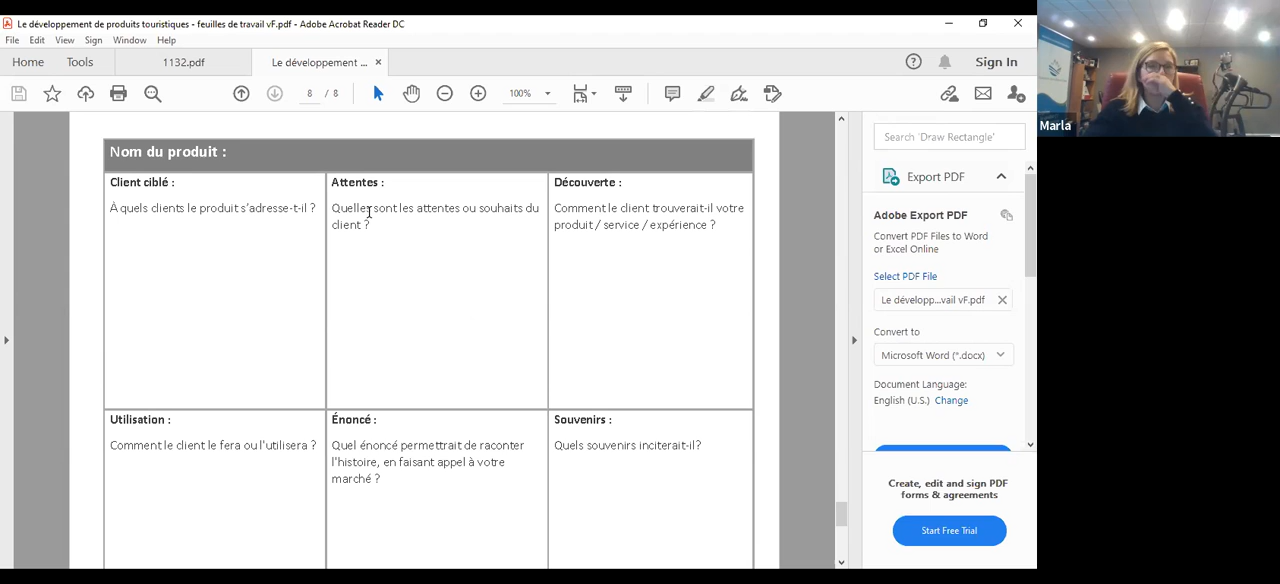 Le développement de produits touristiques - feuilles de travail vF.pdf - Adobe Acrobat Reader DC
File Edit View Sign Window Help
Home Tools 1132.pdf Le développement ... × Sign In
8 / 8 100%
Nom du produit :
Client ciblé : Attentes : Découverte :
À quels clients le produit s'adresse-t-il ? Quelles sont les attentes ou souhaits du Comment le client trouverait-il votre
client ? produit / service / expérience ?
Utilisation : Énoncé : Souvenirs :
Comment le client le fera ou l'utilisera ? Quel énoncé permettrait de raconter Quels souvenirs inciterait-il?
l'histoire, en faisant appel à votre
marché ?
Search 'Draw Rectangle'
Export PDF
Adobe Export PDF
Convert PDF Files to Word
or Excel Online
Select PDF File
Le développ...vail vF.pdf
Convert to
Microsoft Word (*.docx)
Document Language:
English (U.S.) Change
Create, edit and sign PDF
forms & agreements
Start Free Trial
Marla